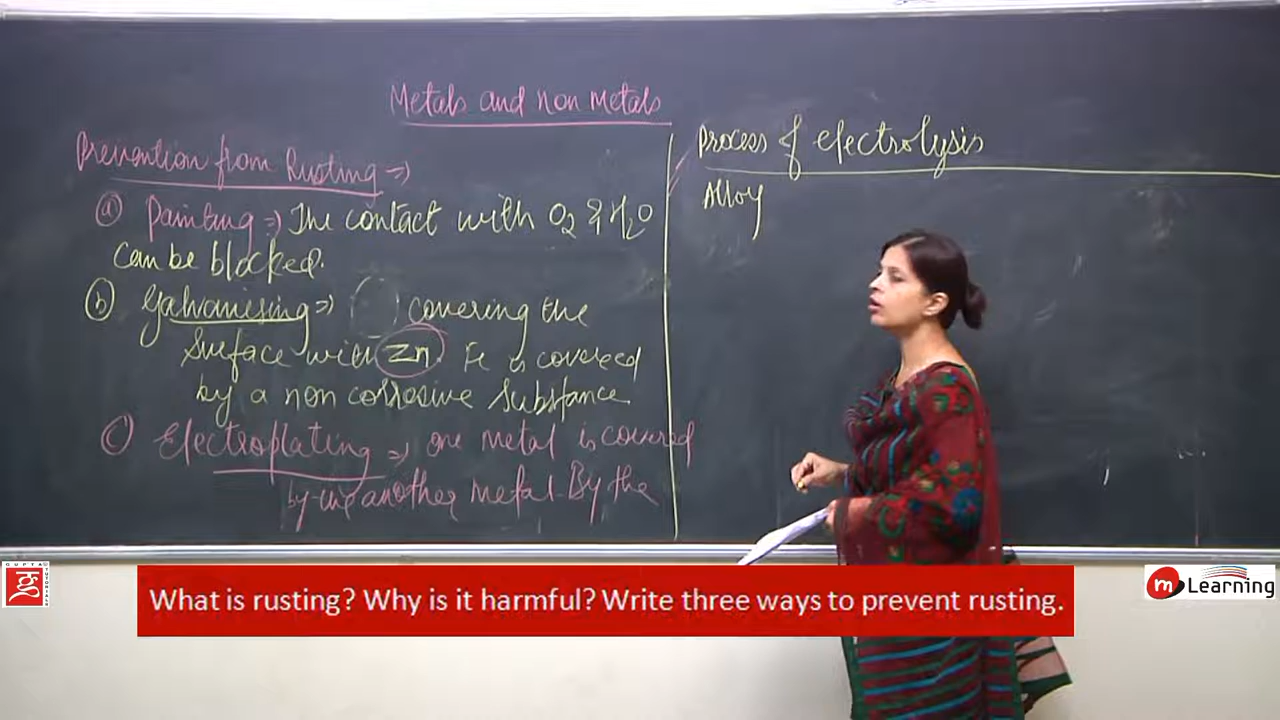 Metals and non Metals
Prevention from Rusting ⇒
(a) Painting ⇒ The contact with O2 & H2O
can be blocked.
(b) Galvanising ⇒ covering the
surface with Zn. Fe is covered
by a non corrosive substance.
(C) Electroplating ⇒ one metal is covered
another metal. By the
Process of electrolysis
Alloy
What is rusting? Why is it harmful? Write three ways to prevent rusting.
GUPTA
TUTORIALS
m Learning